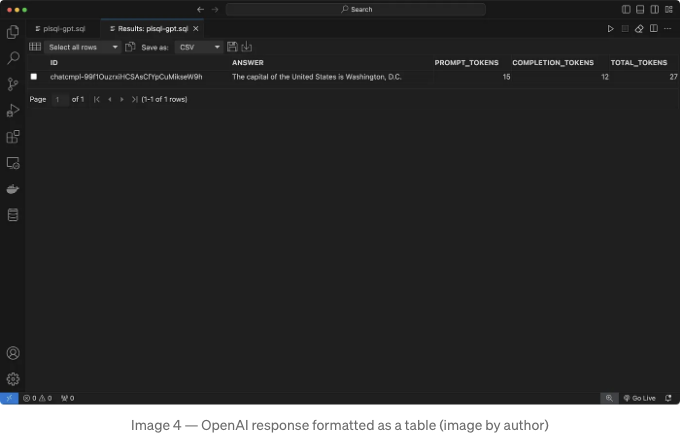 Search
plsql-gpt.sql
Results: plsql-gpt.sql
Select all rows
Save as:
CSV
ID ANSWER PROMPT_TOKENS COMPLETION_TOKENS TOTAL_TOKENS
The capital of the United States is Washington, D.C. 15 12 27
Page 1 of 1 (1-1 of 1 rows)
0 0 0
Go Live
Image 4 — OpenAI response formatted as a table (image by author)